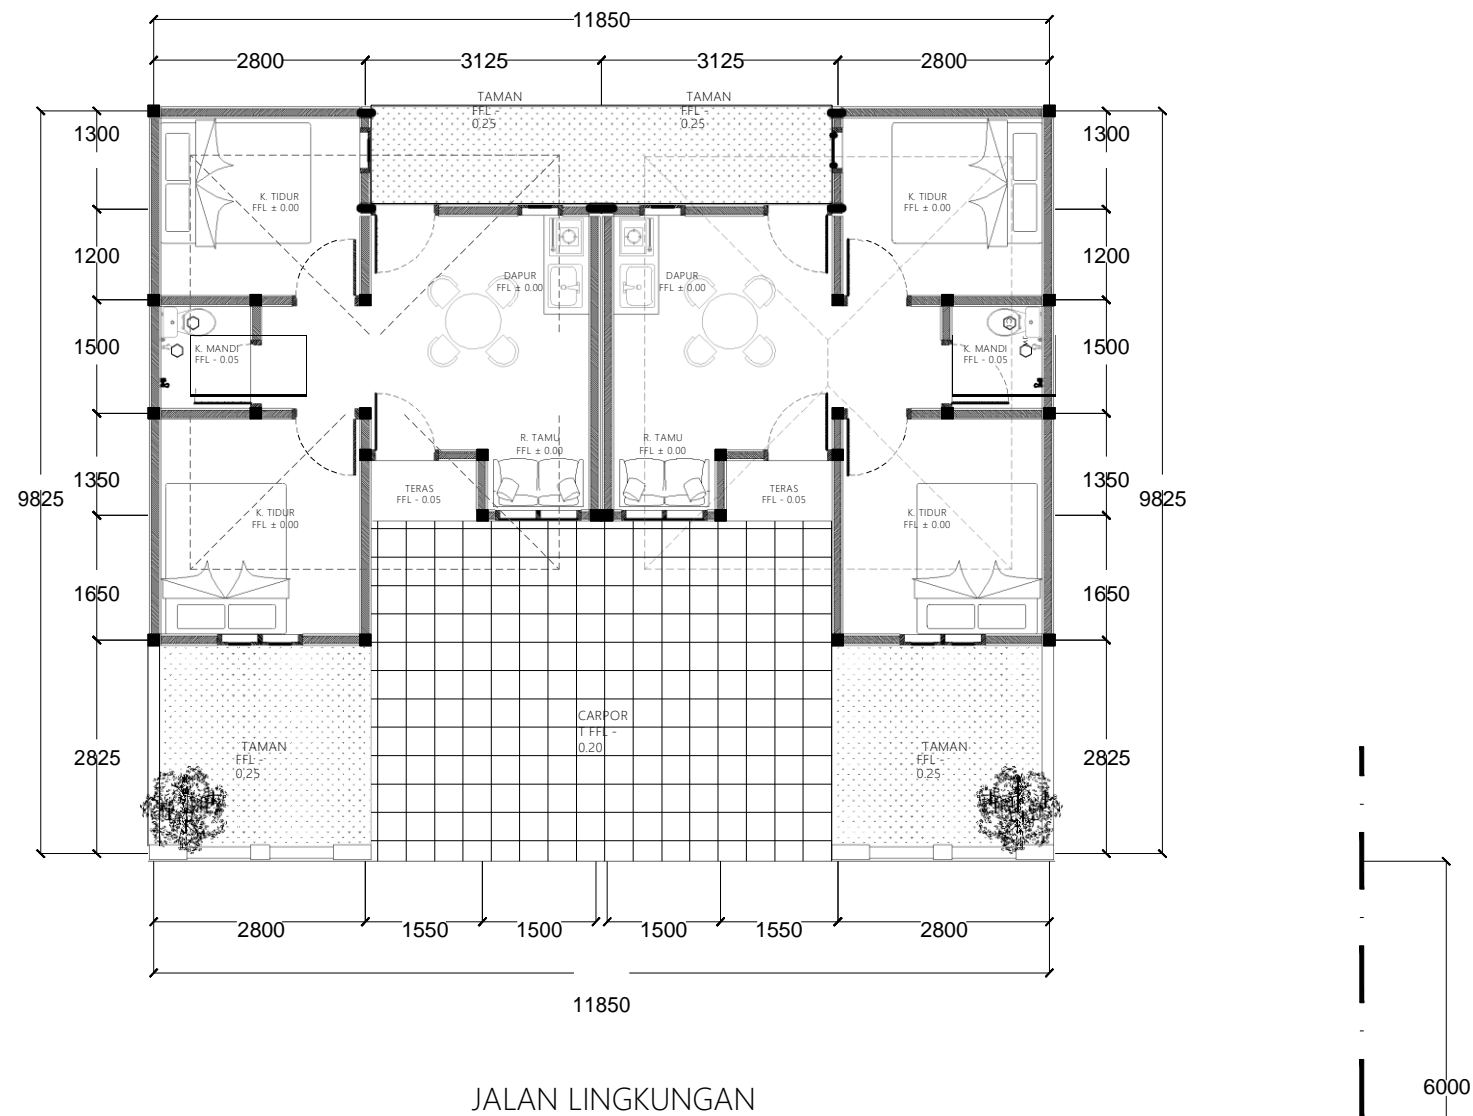 11850
2800 3125 3125 2800
TAMAN
FFL -
0.25
TAMAN
FFL -
0.25
1300
1300
K. TIDUR
FFL ± 0.00
K. TIDUR
FFL ± 0.00
1200
1200
DAPUR
FFL ± 0.00
DAPUR
FFL ± 0.00
1500
1500
K. MANDI
FFL - 0.05
K. MANDI
FFL - 0.05
R. TAMU
FFL ± 0.00
R. TAMU
FFL ± 0.00
1350
1350
TERAS
FFL - 0.05
TERAS
FFL - 0.05
9825
9825
K. TIDUR
FFL ± 0.00
K. TIDUR
FFL ± 0.00
1650
1650
CARPOR
T FFL -
0.20
TAMAN
FFL -
0.25
TAMAN
FFL -
0.25
2825
2825
2800 1550 1500 1500 1550 2800
11850
6000
JALAN LINGKUNGAN